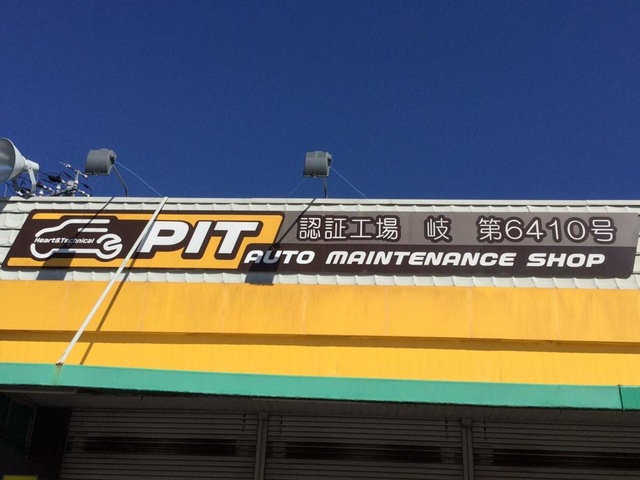 Heart&Technical
PIT
認証工場 岐 第6410号
AUTO MAINTENANCE SHOP